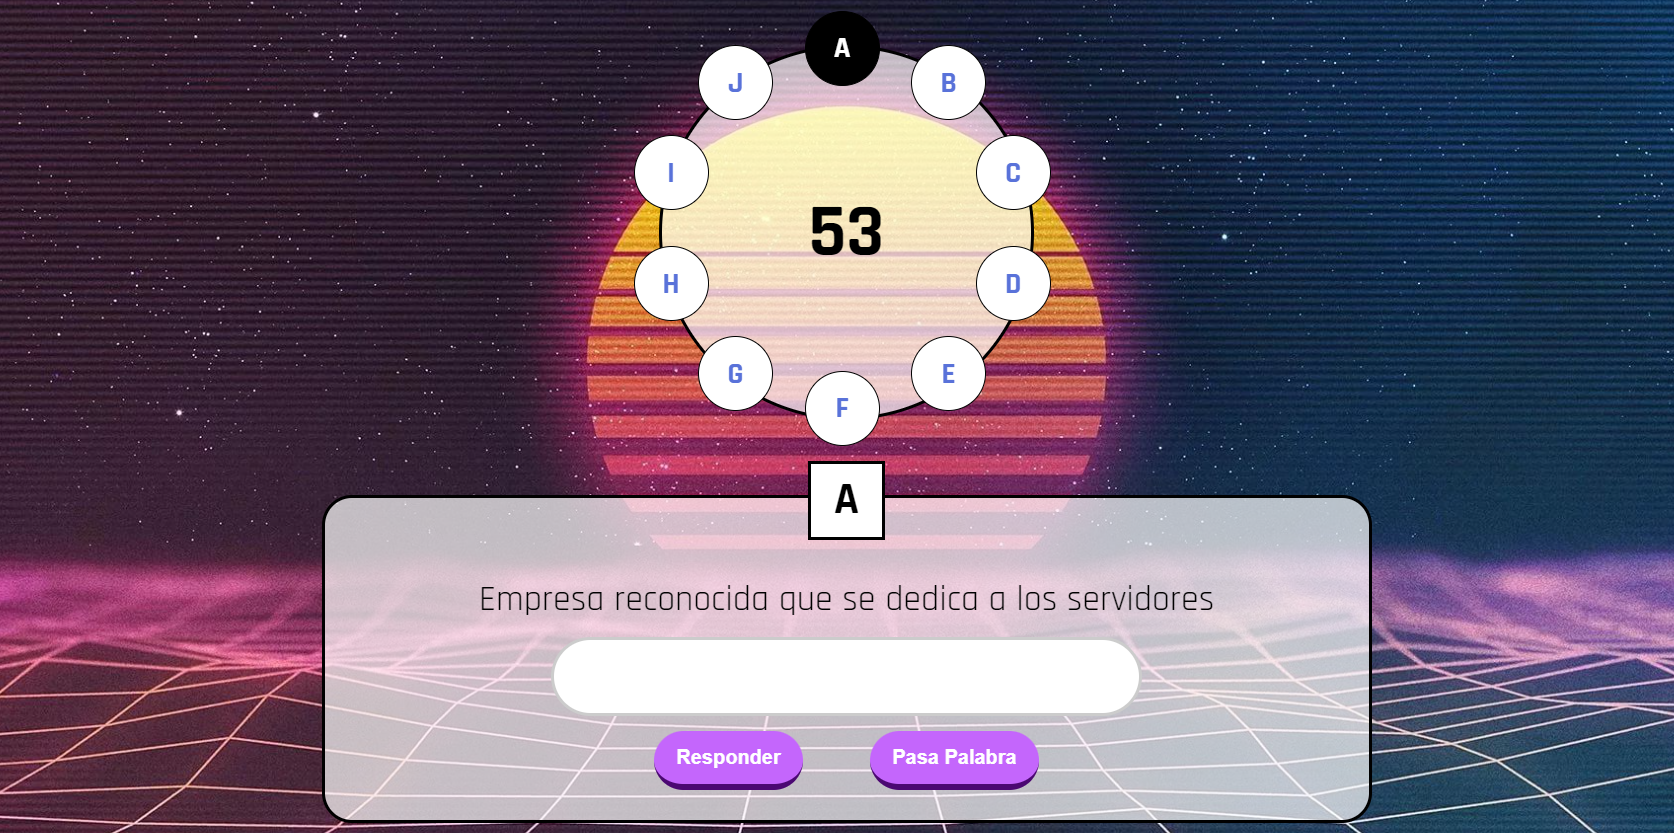 A
B
C
D
E
F
G
H
I
J
53
A
Empresa reconocida que se dedica a los servidores
Responder
Pasa Palabra